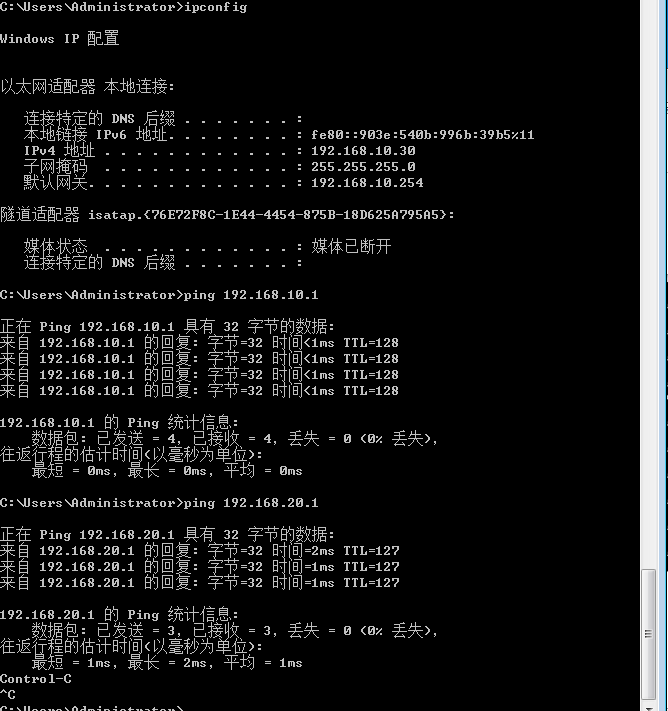 C:\Users\Administrator>ipconfig
Windows IP 配置
以太网适配器 本地连接:
连接特定的 DNS 后缀 . . . . . . . :
本地链接 IPv6 地址. . . . . . . . : fe80::903e:540b:996b:39b5%11
IPv4 地址 . . . . . . . . . . . . : 192.168.10.30
子网掩码 . . . . . . . . . . . . : 255.255.255.0
默认网关. . . . . . . . . . . . . : 192.168.10.254
隧道适配器 isatap.{76E72F8C-1E44-4454-875B-18D625A795A5}:
媒体状态 . . . . . . . . . . . . : 媒体已断开
连接特定的 DNS 后缀 . . . . . . . :
C:\Users\Administrator>ping 192.168.10.1
正在 Ping 192.168.10.1 具有 32 字节的数据:
来自 192.168.10.1 的回复: 字节=32 时间<1ms TTL=128
来自 192.168.10.1 的回复: 字节=32 时间<1ms TTL=128
来自 192.168.10.1 的回复: 字节=32 时间<1ms TTL=128
来自 192.168.10.1 的回复: 字节=32 时间<1ms TTL=128
192.168.10.1 的 Ping 统计信息:
数据包: 已发送 = 4, 已接收 = 4, 丢失 = 0 (0% 丢失),
往返行程的估计时间(以毫秒为单位):
最短 = 0ms, 最长 = 0ms, 平均 = 0ms
C:\Users\Administrator>ping 192.168.20.1
正在 Ping 192.168.20.1 具有 32 字节的数据:
来自 192.168.20.1 的回复: 字节=32 时间=2ms TTL=127
来自 192.168.20.1 的回复: 字节=32 时间=1ms TTL=127
来自 192.168.20.1 的回复: 字节=32 时间=1ms TTL=127
192.168.20.1 的 Ping 统计信息:
数据包: 已发送 = 3, 已接收 = 3, 丢失 = 0 (0% 丢失),
往返行程的估计时间(以毫秒为单位):
最短 = 1ms, 最长 = 2ms, 平均 = 1ms
Control-C
^C
C:\Users\Administrator>